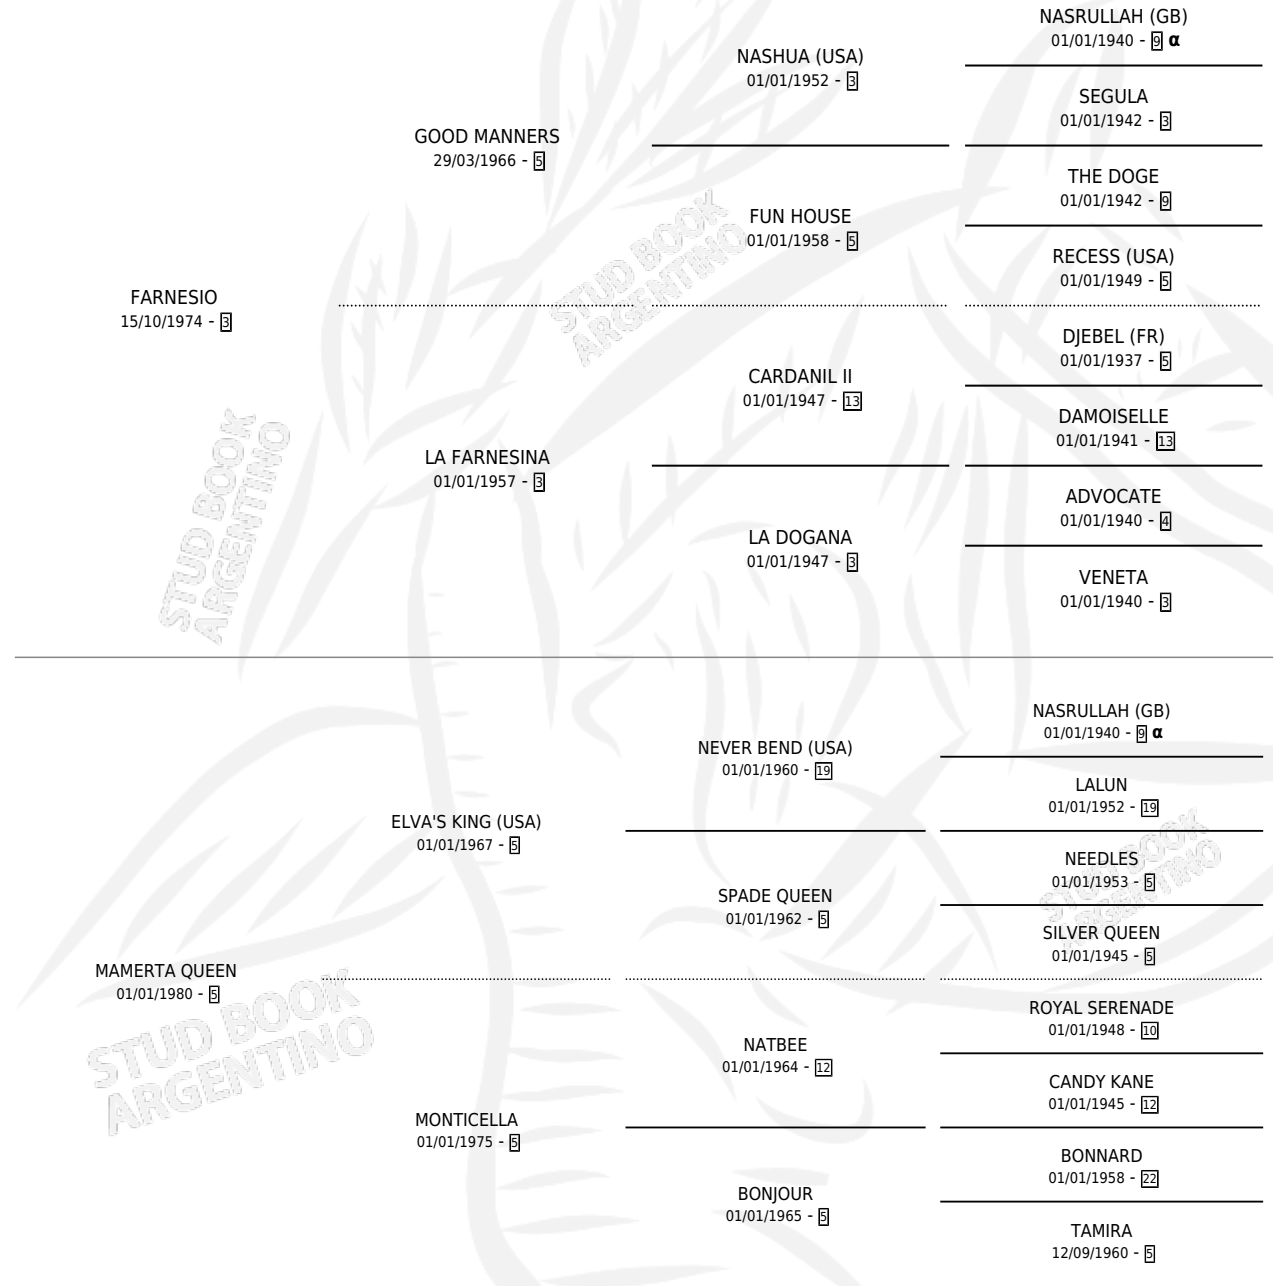 NASRULLAH (GB)
01/01/1940 - 9 α
NASHUA (USA)
01/01/1952 - 3
SEGULA
01/01/1942 - 3
GOOD MANNERS
29/03/1966 - 5
THE DOGE
01/01/1942 - 9
FUN HOUSE
01/01/1958 - 5
RECESS (USA)
01/01/1949 - 5
FARNESIO
15/10/1974 - 3
DJEBEL (FR)
01/01/1937 - 5
CARDANIL II
01/01/1947 - 13
DAMOISELLE
01/01/1941 - 13
LA FARNESINA
01/01/1957 - 3
ADVOCATE
01/01/1940 - 4
LA DOGANA
01/01/1947 - 3
VENETA
01/01/1940 - 3
STUD BOOK
ARGENTINO
STUD BOOK
ARGENTINO
NASRULLAH (GB)
01/01/1940 - 9 α
NEVER BEND (USA)
01/01/1960 - 19
LALUN
01/01/1952 - 19
ELVA'S KING (USA)
01/01/1967 - 5
NEEDLES
01/01/1953 - 5
SPADE QUEEN
01/01/1962 - 5
SILVER QUEEN
01/01/1945 - 5
MAMERTA QUEEN
01/01/1980 - 5
ROYAL SERENADE
01/01/1948 - 10
NATBEE
01/01/1964 - 12
CANDY KANE
01/01/1945 - 12
MONTICELLA
01/01/1975 - 5
BONNARD
01/01/1958 - 22
BONJOUR
01/01/1965 - 5
TAMIRA
12/09/1960 - 5
STUD BOOK
ARGENTINO
STUD BOOK
ARGENTINO